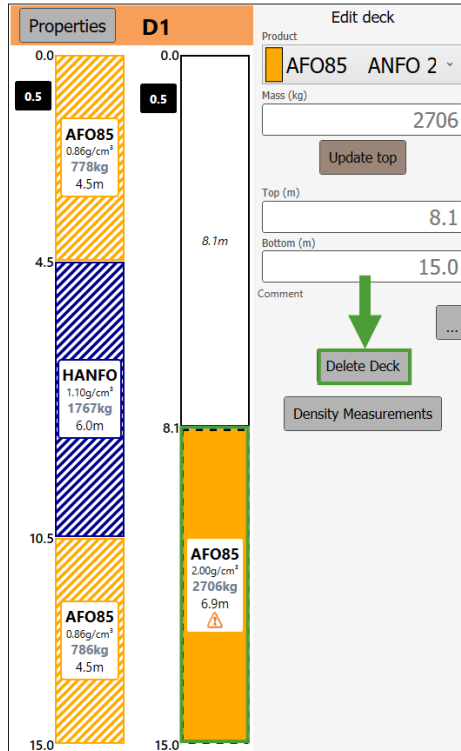 Properties
D1
0.0
0.5
AFO85
0.86g/cm³
778kg
4.5m
4.5
HANFO
1.10g/cm³
1767kg
6.0m
10.5
AFO85
0.86g/cm³
786kg
4.5m
15.0
0.0
0.5
8.1m
8.1
AFO85
2.00g/cm³
2706kg
6.9m
15.0
Edit deck
Product
AFO85 ANFO 2
Mass (kg)
2706
Update top
Top (m)
8.1
Bottom (m)
15.0
Comment
...
Delete Deck
Density Measurements